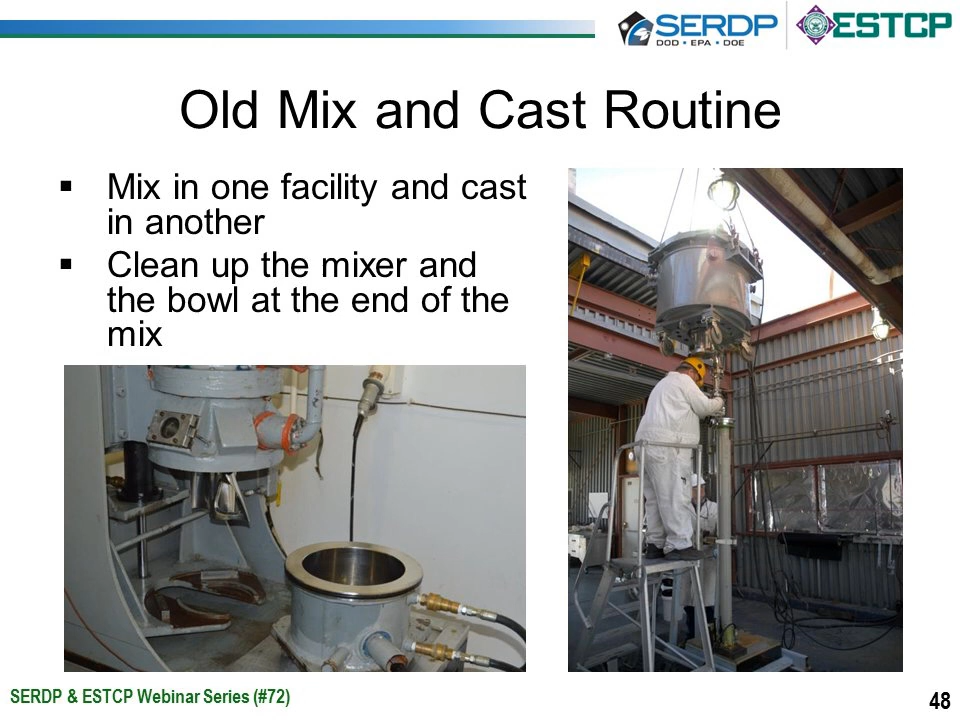 SERDP
DOD • EPA • DOE
ESTCP
Old Mix and Cast Routine
▪ Mix in one facility and cast
in another
▪ Clean up the mixer and
the bowl at the end of the
mix
SERDP & ESTCP Webinar Series (#72)
48